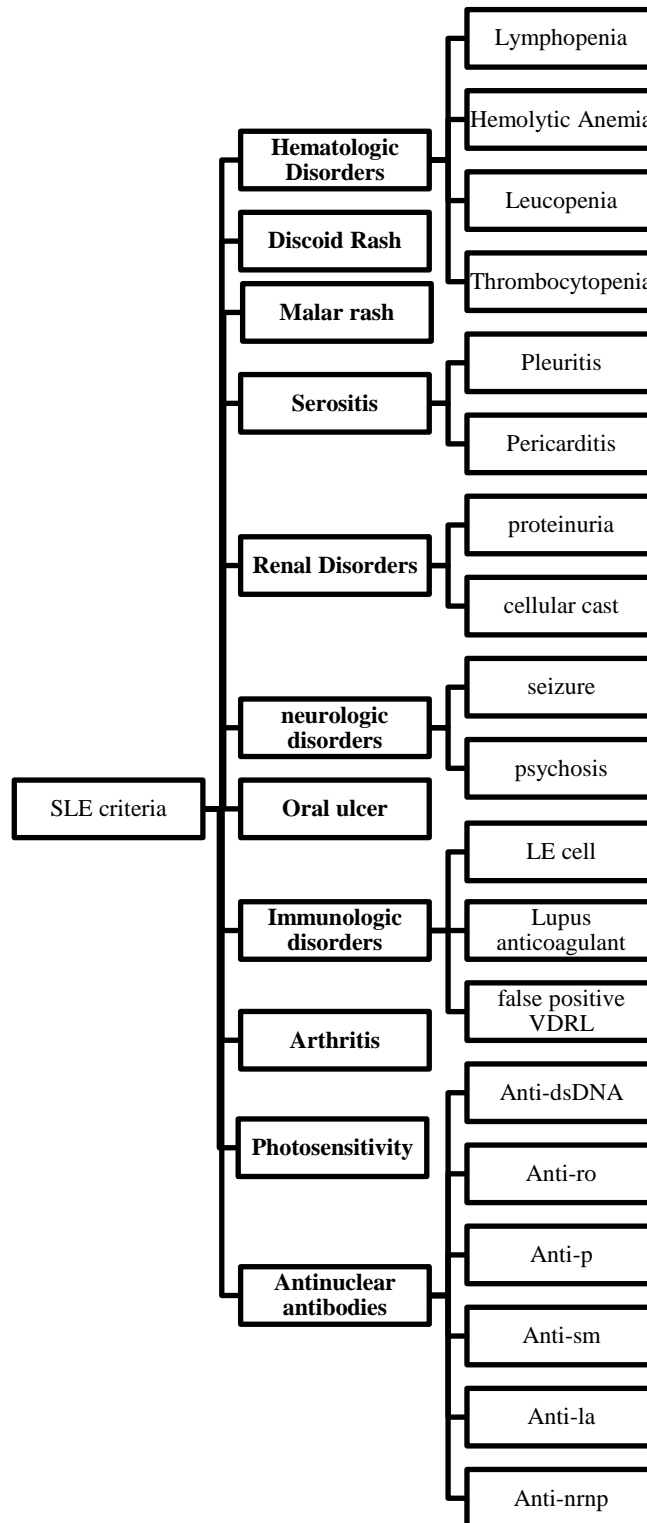 SLE criteria
Hematologic
Disorders
Lymphopenia
Hemolytic Anemia
Leucopenia
Thrombocytopenia
Discoid Rash
Malar rash
Serositis
Pleuritis
Pericarditis
Renal Disorders
proteinuria
cellular cast
neurologic
disorders
seizure
psychosis
Oral ulcer
Immunologic
disorders
LE cell
Lupus
anticoagulant
false positive
VDRL
Arthritis
Photosensitivity
Antinuclear
antibodies
Anti-dsDNA
Anti-ro
Anti-p
Anti-sm
Anti-la
Anti-nrnp